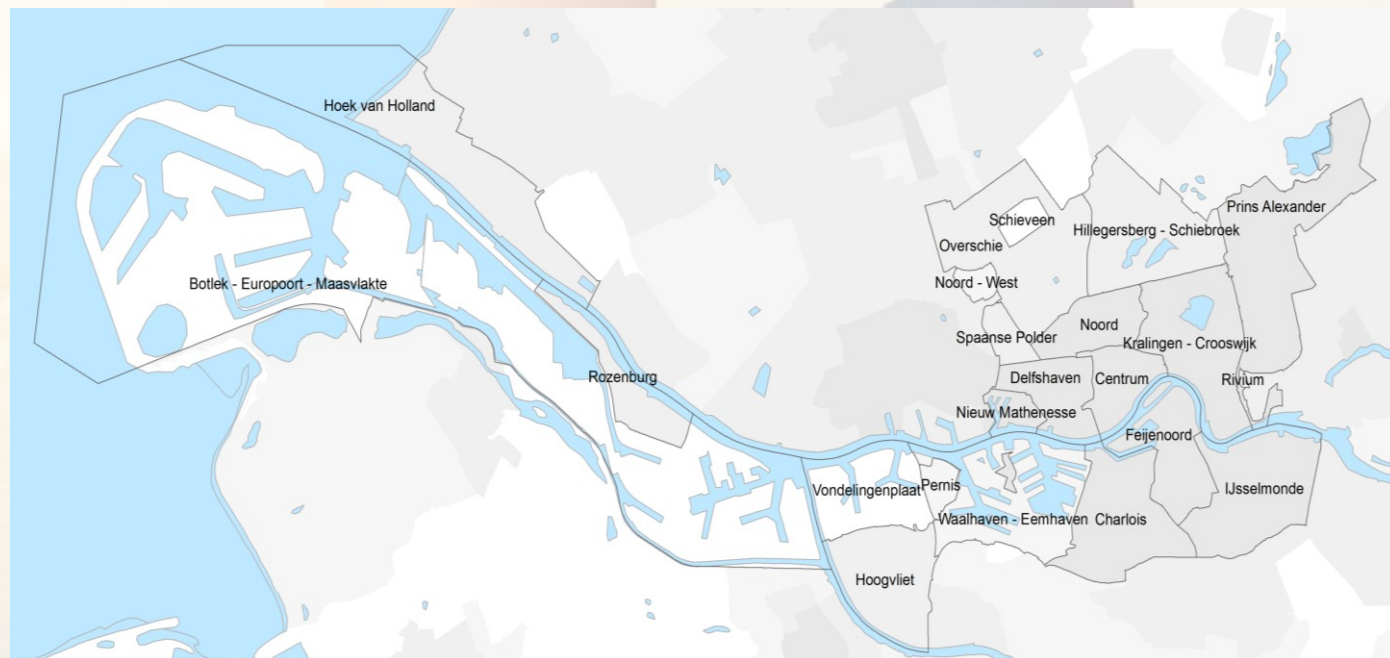 Hoek van Holland
Prins Alexander
Schieveen
Hillegersberg - Schiebroek
Overschie
Noord - West
Botlek - Europoort - Maasvlakte
Noord
Spaanse Polder
Kralingen - Crooswijk
Rozenburg
Delfshaven
Centrum
Rivium
Nieuw Mathenesse
Feijenoord
Vondelingenplaat
Pernis
IJsselmonde
Waalhaven - Eemhaven
Charlois
Hoogvliet